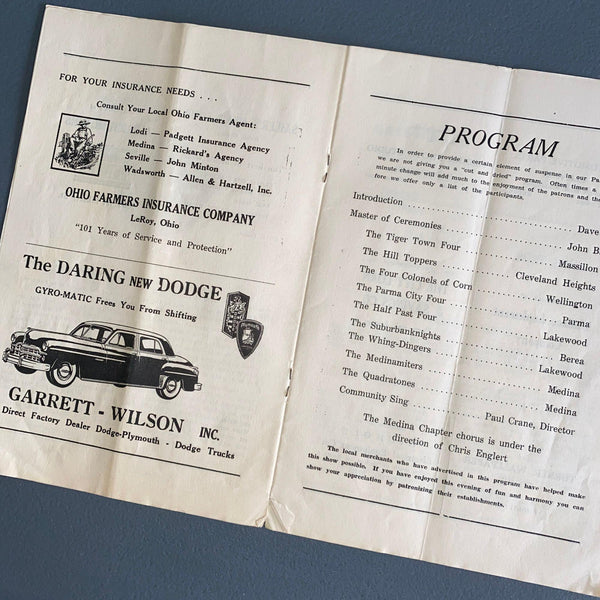 FOR YOUR INSURANCE NEEDS . . .
Consult Your Local Ohio Farmers Agent:
Lodi — Padgett Insurance Agency
Medina — Rickard's Agency
Seville — John Minton
Wadsworth — Allen & Hartzell, Inc.
OHIO FARMERS INSURANCE COMPANY
LeRoy, Ohio
"101 Years of Service and Protection"
The DARING NEW DODGE
GYRO-MATIC Frees You From Shifting
GARRETT - WILSON INC.
Direct Factory Dealer Dodge-Plymouth - Dodge Trucks
PROGRAM
In order to provide a certain element of suspense in our Pa
we are not giving you a "cut and dried" program. Often times a
minute change will add much to the enjoyment of the patrons and the
fore we offer only a list of the participants.
Introduction ........ Dave
Master of Ceremonies ........ John B
The Tiger Town Four ........ Massillon
The Hill Toppers ........ Cleveland Heights
The Four Colonels of Corn ........ Wellington
The Parma City Four ........ Parma
The Half Past Four ........ Lakewood
The Suburbanknights ........ Berea
The Whing-Dingers ........ Lakewood
The Medinamiters ........ Medina
The Quadratones ........ Medina
Community Sing ........ Paul Crane, Director
The Medina Chapter chorus is under the
direction of Chris Englert
The local merchants who have advertised in this program have helped make
this show possible. If you have enjoyed this evening of fun and harmony you can
show your appreciation by patronizing their establishments.